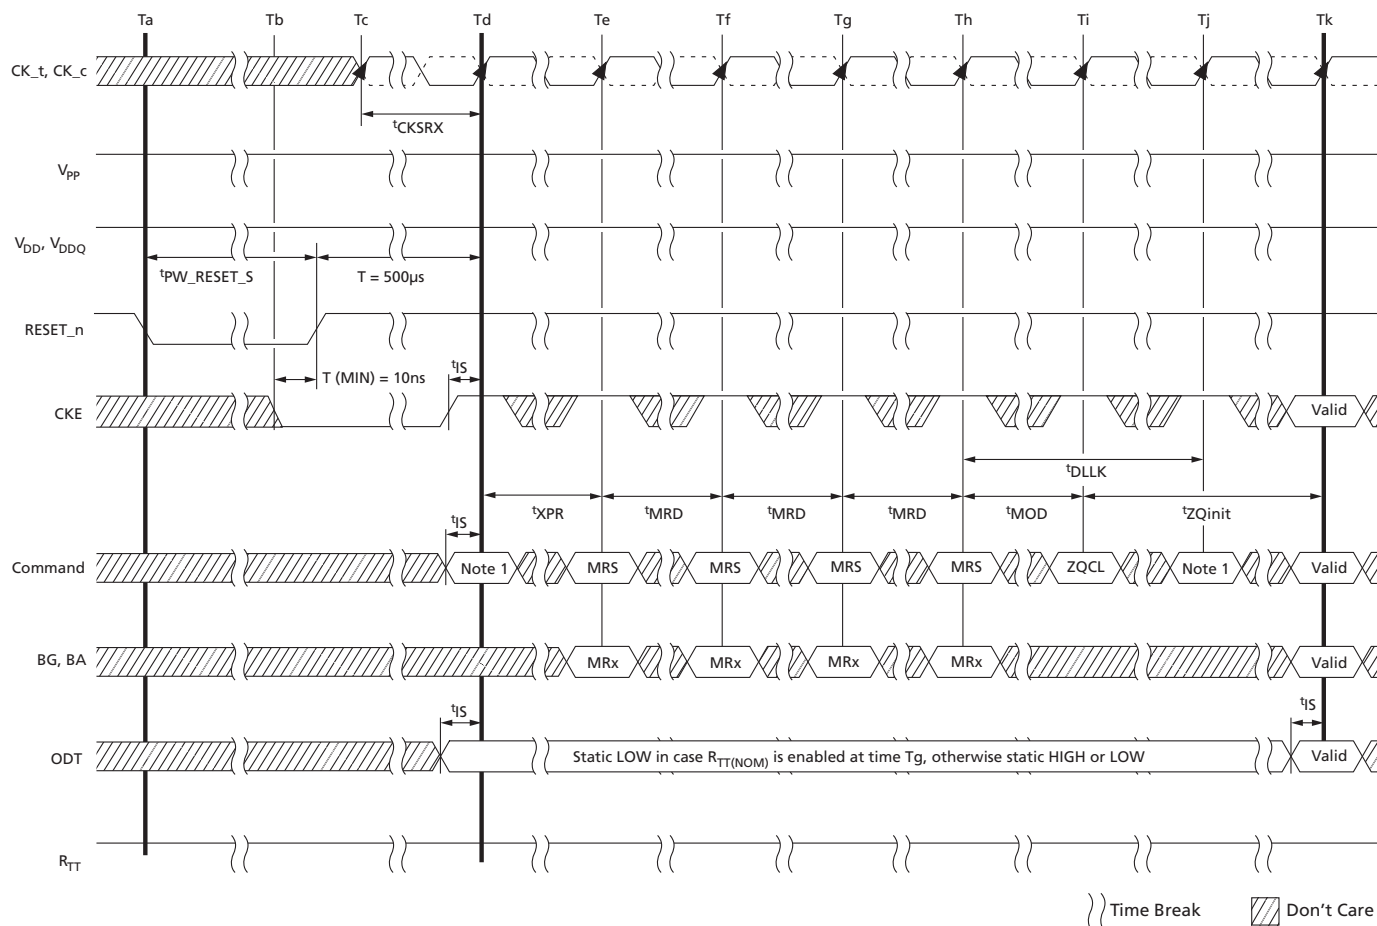 Ta Tb Tc Td Te Tf Tg Th Ti Tj Tk
CK_t, CK_c
tCKSRX
VPP
VDD, VDDQ
tPW_RESET_S T = 500µs
RESET_n
T (MIN) = 10ns tIS
CKE Valid
tDLLK
tXPR tMRD tMRD tMRD tMOD tZQinit
tIS
Command Note 1 MRS MRS MRS MRS ZQCL Note 1 Valid
BG, BA MRx MRx MRx MRx Valid
tIS tIS
ODT Static LOW in case RTT(NOM) is enabled at time Tg, otherwise static HIGH or LOW Valid
RTT
Time Break Don't Care